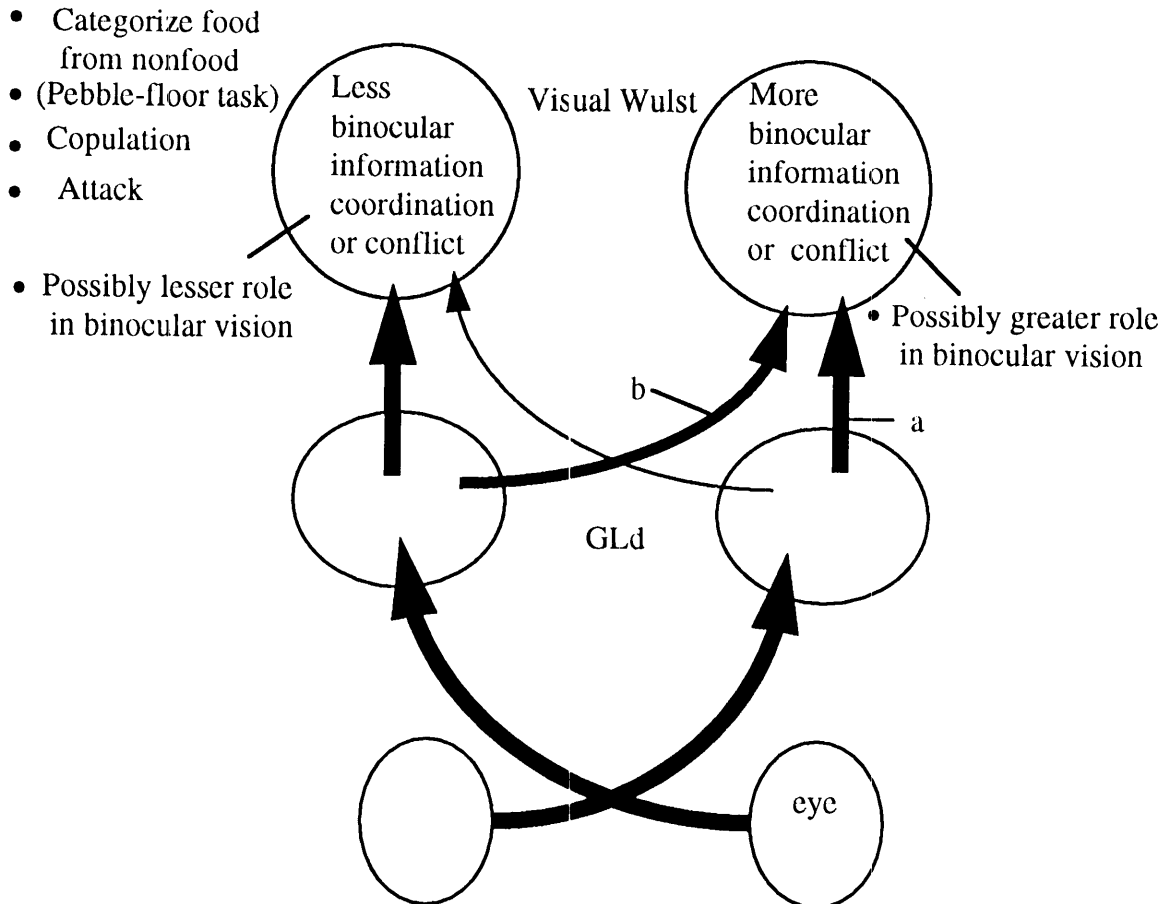 • Categorize food
from nonfood
• (Pebble-floor task)
• Copulation
• Attack
• Possibly lesser role
in binocular vision
Less
binocular
information
coordination
or conflict
Visual Wulst
More
binocular
information
coordination
or conflict
• Possibly greater role
in binocular vision
b
a
GLd
eye